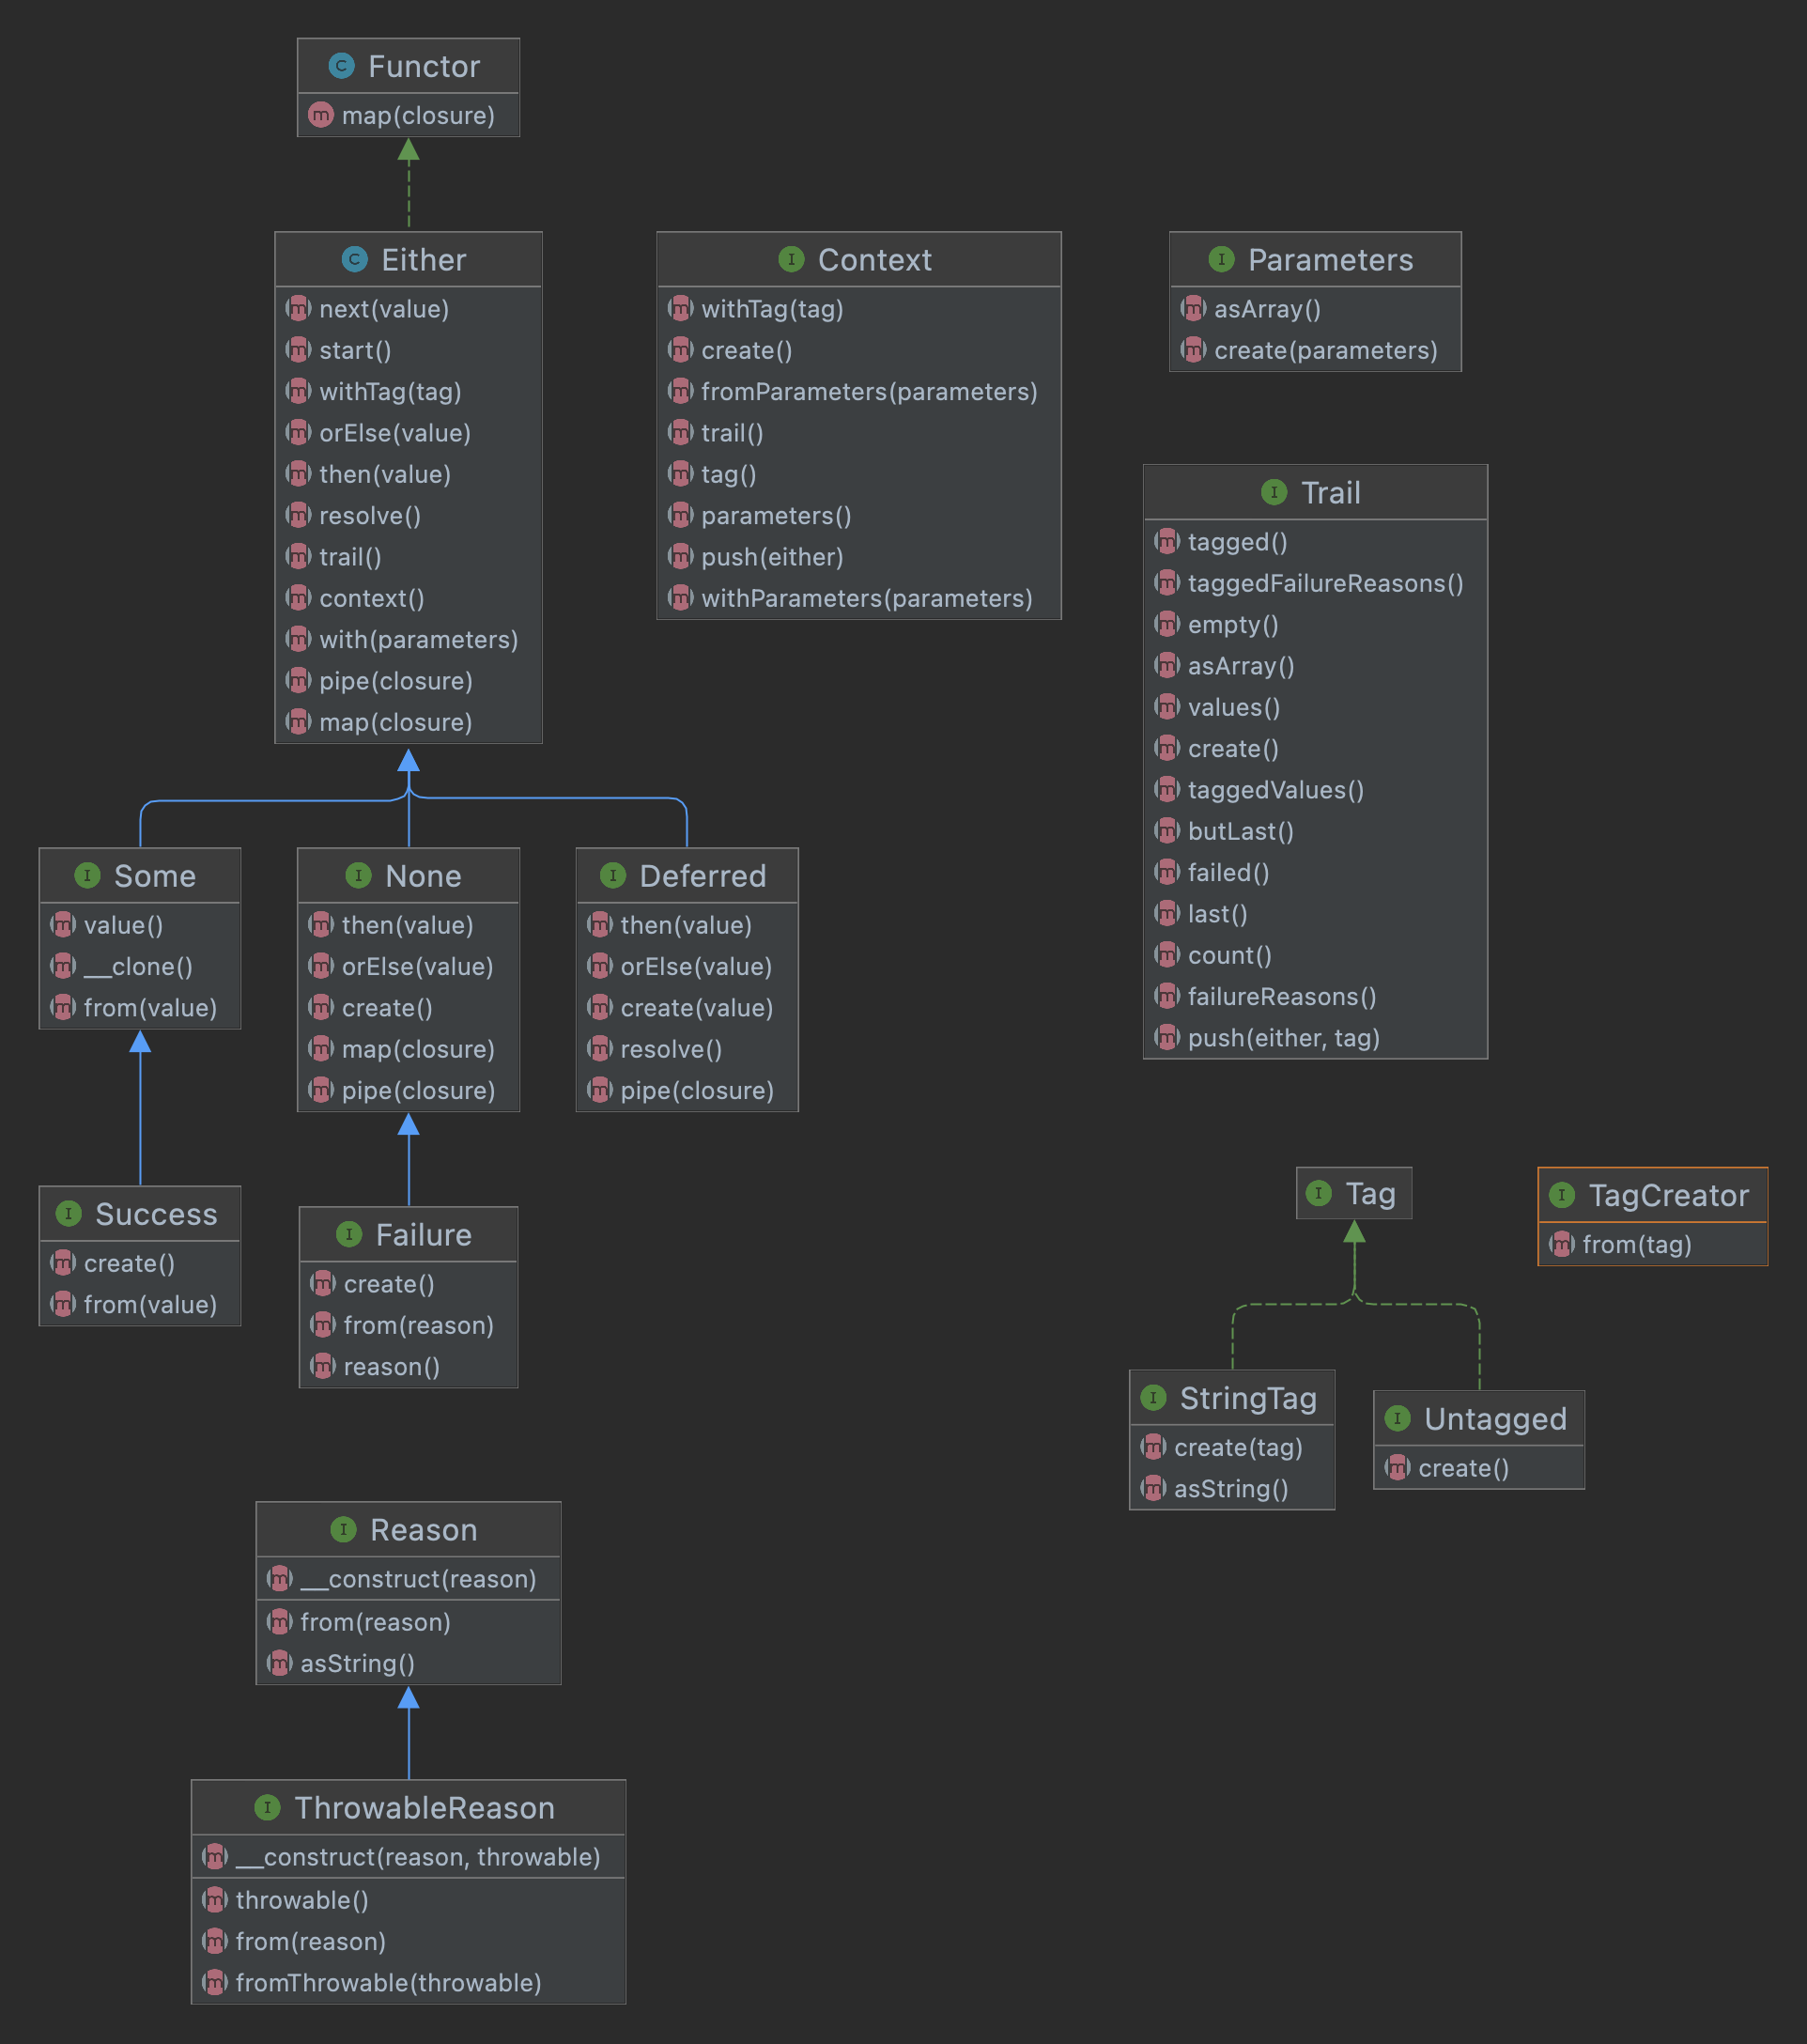 C Functor
m map(closure)
C Either
m next(value)
m start()
m withTag(tag)
m orElse(value)
m then(value)
m resolve()
m trail()
m context()
m with(parameters)
m pipe(closure)
m map(closure)
I Context
m withTag(tag)
m create()
m fromParameters(parameters)
m trail()
m tag()
m parameters()
m push(either)
m withParameters(parameters)
I Parameters
m asArray()
m create(parameters)
I Trail
m tagged()
m taggedFailureReasons()
m empty()
m asArray()
m values()
m create()
m taggedValues()
m butLast()
m failed()
m last()
m count()
m failureReasons()
m push(either, tag)
I Some
m value()
m __clone()
m from(value)
I None
m then(value)
m orElse(value)
m create()
m map(closure)
m pipe(closure)
I Deferred
m then(value)
m orElse(value)
m create(value)
m resolve()
m pipe(closure)
I Success
m create()
m from(value)
I Failure
m create()
m from(reason)
m reason()
I Tag
I TagCreator
m from(tag)
I StringTag
m create(tag)
m asString()
I Untagged
m create()
I Reason
m __construct(reason)
m from(reason)
m asString()
I ThrowableReason
m __construct(reason, throwable)
m throwable()
m from(reason)
m fromThrowable(throwable)